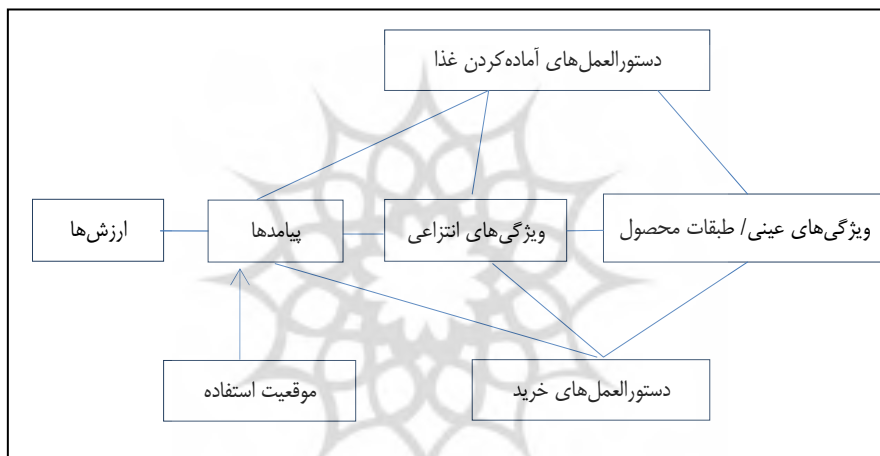 دستورالعمل‌های آماده‌کردن غذا
ویژگی‌های عینی/ طبقات محصول
ویژگی‌های انتزاعی
پیامدها
ارزش‌ها
دستورالعمل‌های خرید
موقعیت استفاده